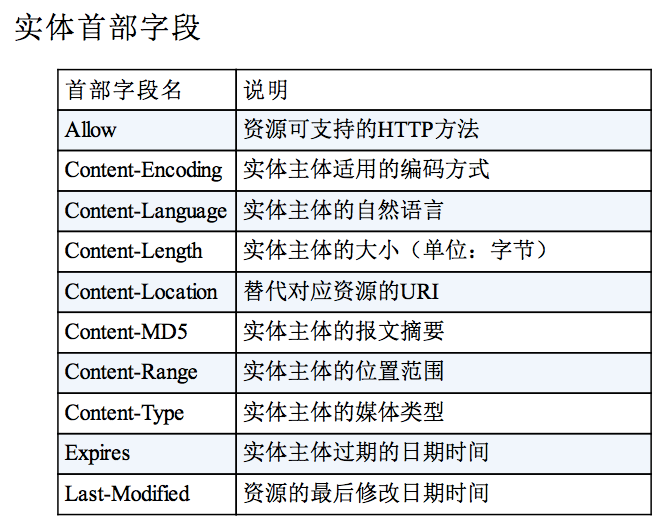 实体首部字段
首部字段名 说明
Allow 资源可支持的HTTP方法
Content-Encoding 实体主体适用的编码方式
Content-Language 实体主体的自然语言
Content-Length 实体主体的大小（单位：字节）
Content-Location 替代对应资源的URI
Content-MD5 实体主体的报文摘要
Content-Range 实体主体的位置范围
Content-Type 实体主体的媒体类型
Expires 实体主体过期的日期时间
Last-Modified 资源的最后修改日期时间